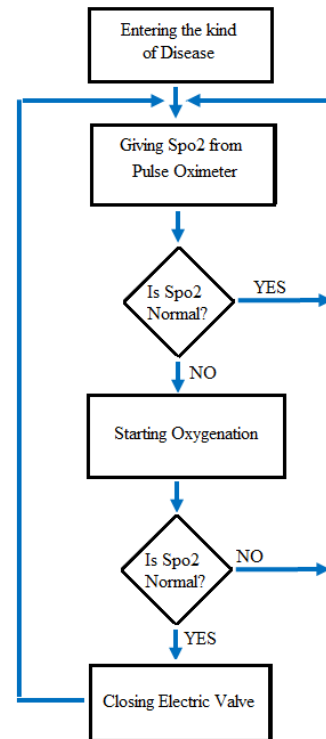 Entering the kind
of Disease
Giving Spo2 from
Pulse Oximeter
Is Spo2
Normal?
YES
NO
Starting Oxygenation
Is Spo2
Normal?
NO
YES
Closing Electric Valve